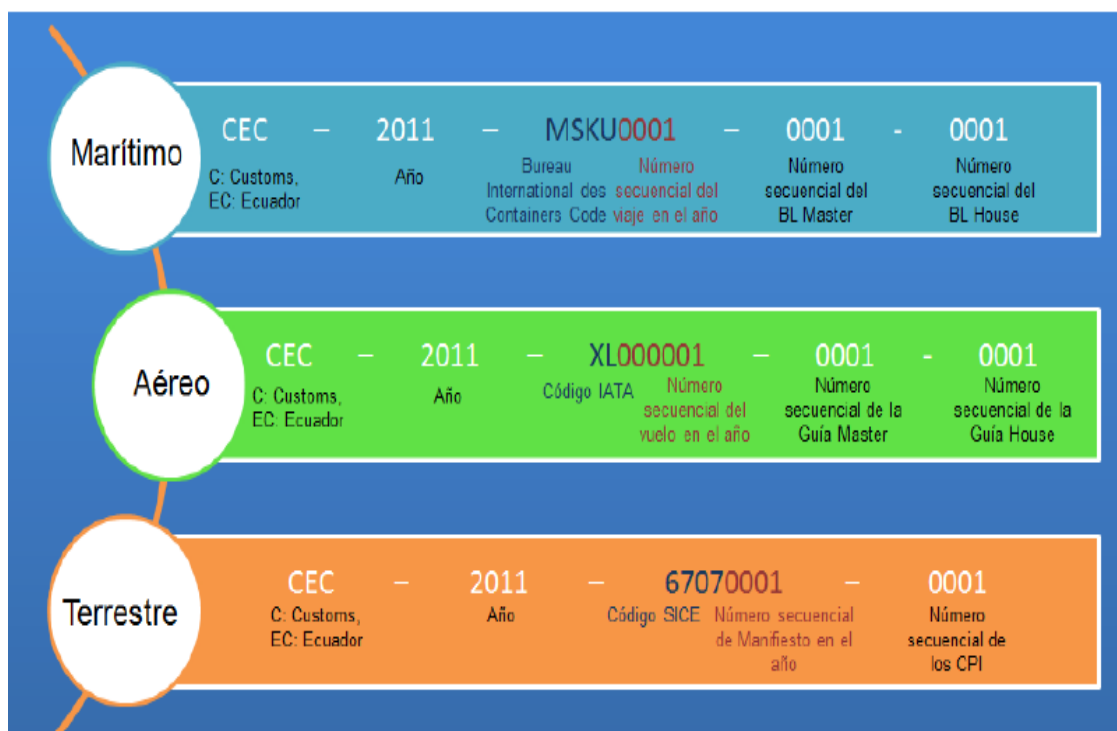 Marítimo
CEC – 2011 – MSKU0001 – 0001 - 0001
C: Customs,
EC: Ecuador
Año
Bureau
International des
Containers Code
Número
secuencial del
viaje en el año
Número
secuencial del
BL Master
Número
secuencial del
BL House
Aéreo
CEC – 2011 – XL000001 – 0001 - 0001
C: Customs,
EC: Ecuador
Año
Código IATA
Número
secuencial del
vuelo en el año
Número
secuencial de la
Guía Master
Número
secuencial de la
Guía House
Terrestre
CEC – 2011 – 67070001 – 0001
C: Customs,
EC: Ecuador
Año
Código SICE
Número secuencial
de Manifiesto en el
año
Número
secuencial de
los CPI